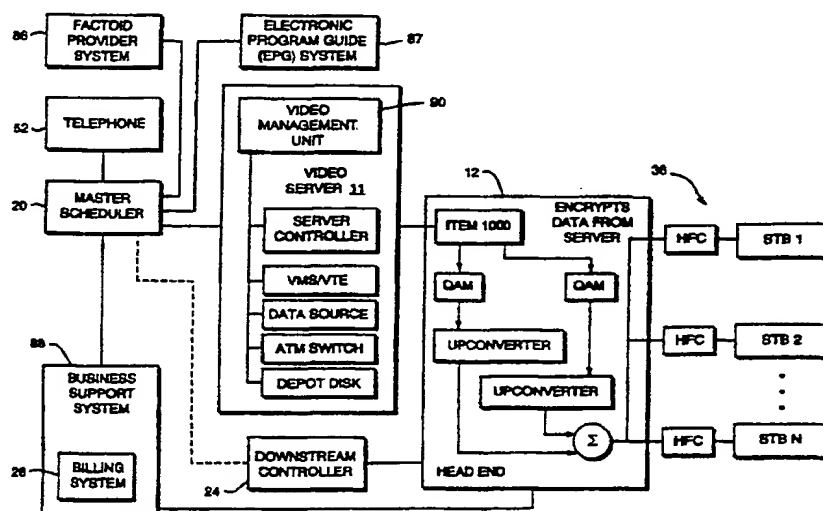 86
FACTOID
PROVIDER
SYSTEM
ELECTRONIC
PROGRAM GUIDE
(EPG) SYSTEM
87
52
TELEPHONE
20
MASTER
SCHEDULER
90
VIDEO
MANAGEMENT
UNIT
VIDEO
SERVER 11
SERVER
CONTROLLER
VMS/VTE
DATA SOURCE
ATM SWITCH
DEPOT DISK
12
ITEM 1000
ENCRYPTS
DATA FROM
SERVER
QAM
QAM
UPCONVERTER
UPCONVERTER
Σ
HEAD END
36
HFC
STB 1
HFC
STB 2
HFC
STB N
88
BUSINESS
SUPPORT
SYSTEM
26
BILLING
SYSTEM
DOWNSTREAM
CONTROLLER
24